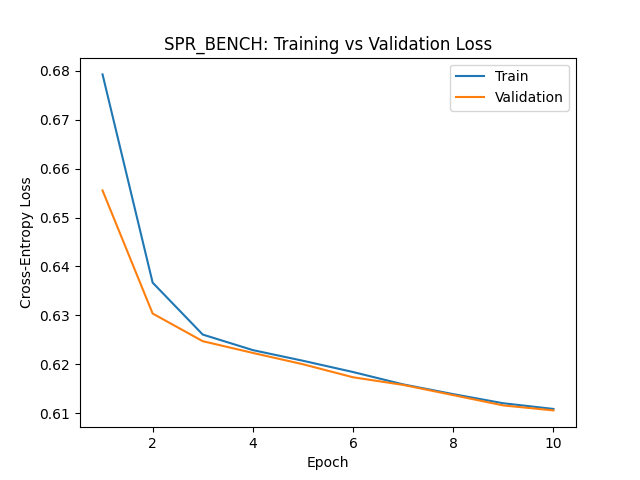 SPR_BENCH: Training vs Validation Loss
Train
Validation
Cross-Entropy Loss
0.68
0.67
0.66
0.65
0.64
0.63
0.62
0.61
2
4
6
8
10
Epoch